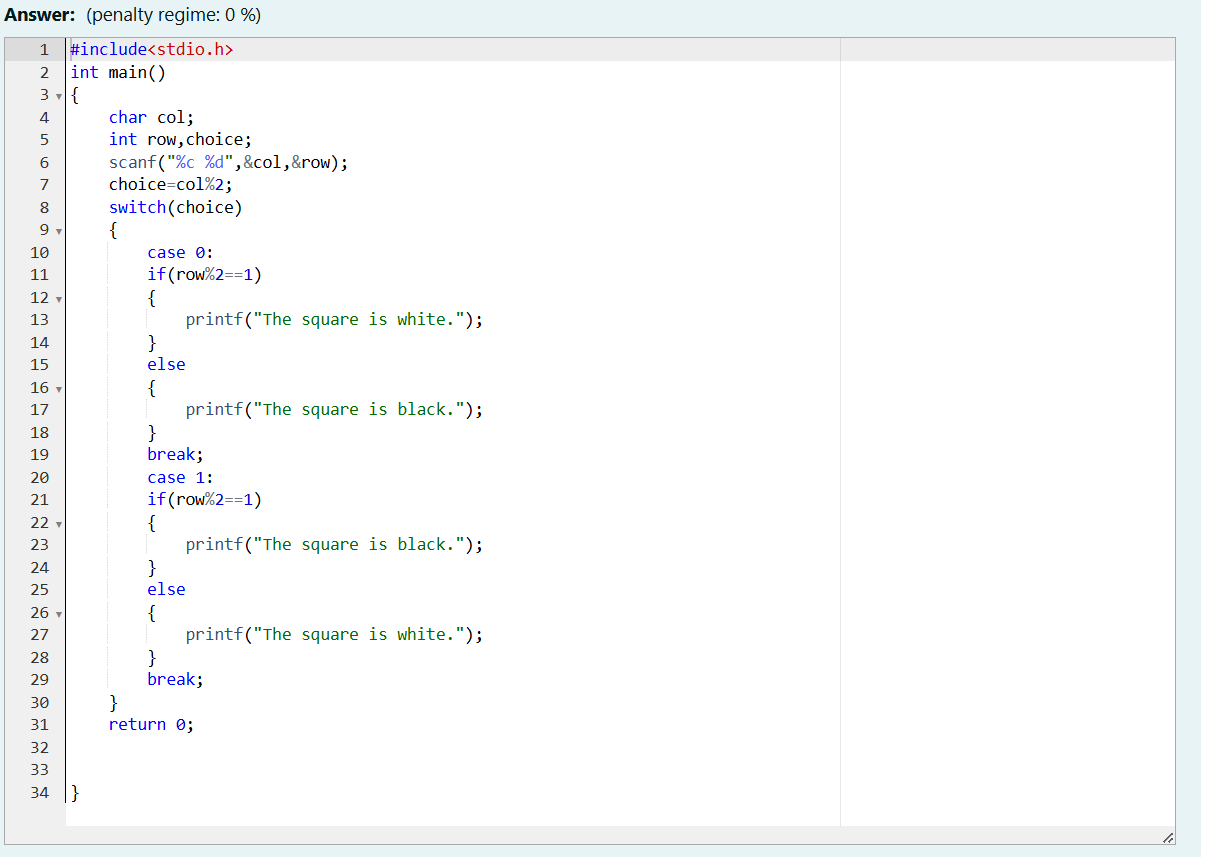 Answer: (penalty regime: 0 %)
1 #include<stdio.h>
2 int main()
3 {
4 char col;
5 int row,choice;
6 scanf("%c %d",&col,&row);
7 choice=col%2;
8 switch(choice)
9 {
10 case 0:
11 if(row%2==1)
12 {
13 printf("The square is white.");
14 }
15 else
16 {
17 printf("The square is black.");
18 }
19 break;
20 case 1:
21 if(row%2==1)
22 {
23 printf("The square is black.");
24 }
25 else
26 {
27 printf("The square is white.");
28 }
29 break;
30 }
31 return 0;
32
33
34 }